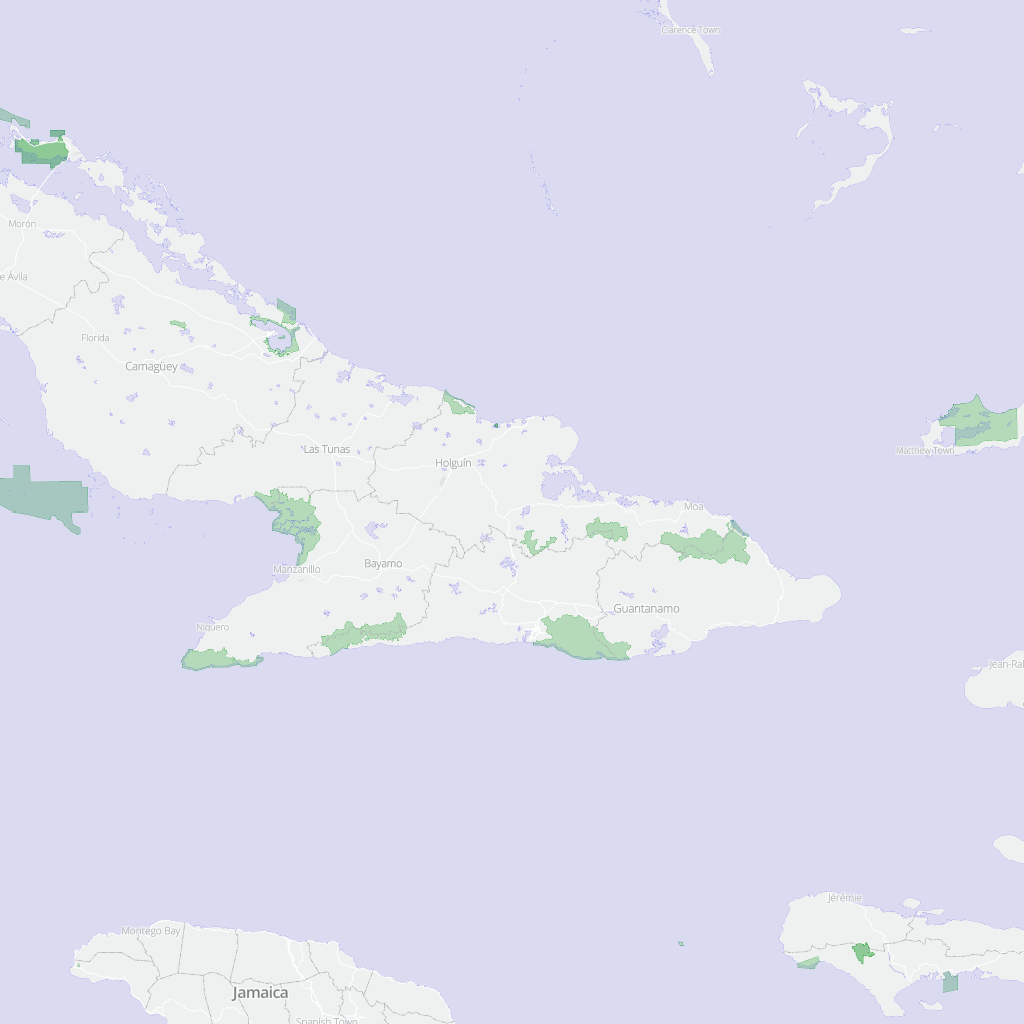 Clarence Town
Morón
e Ávila
Florida
Camagüey
Las Tunas
Holguín
Matthew Town
Moa
Bayamo
Manzanillo
Guantanamo
Niquero
Jean-Ral
Jérémie
Montego Bay
Jamaica
Spanish Town